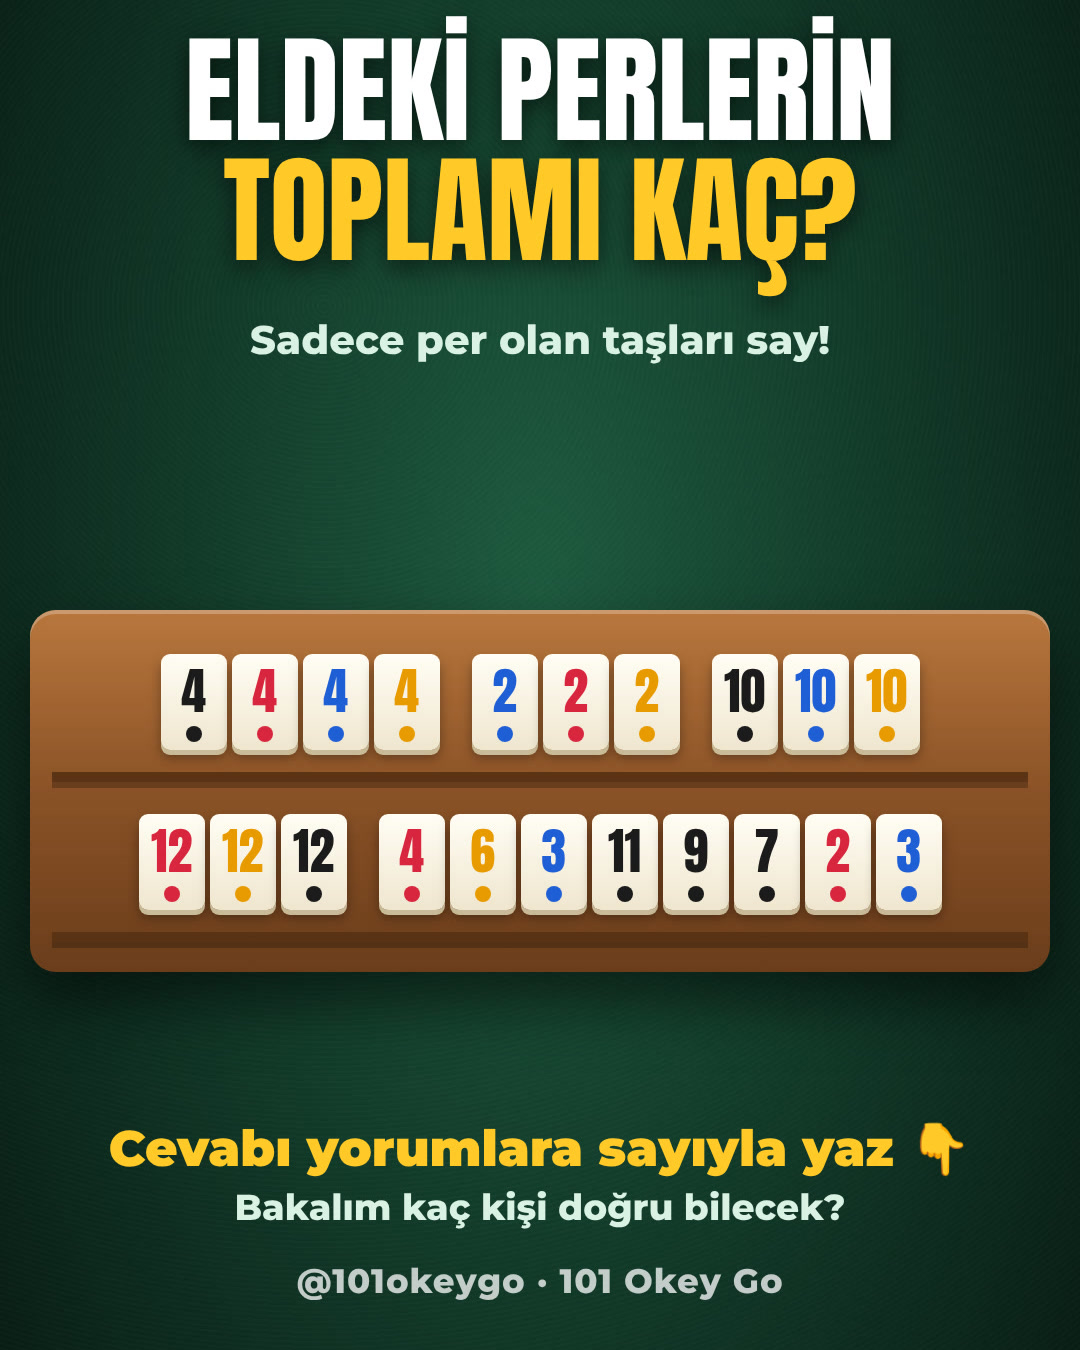 ELDEKİ PERLERİN
TOPLAMI KAÇ?
Sadece per olan taşları say!
4 4 4 4 2 2 2 10 10 10
12 12 12 4 6 3 11 9 7 2 3
Cevabı yorumlara sayıyla yaz 👇
Bakalım kaç kişi doğru bilecek?
@101okeygo · 101 Okey Go